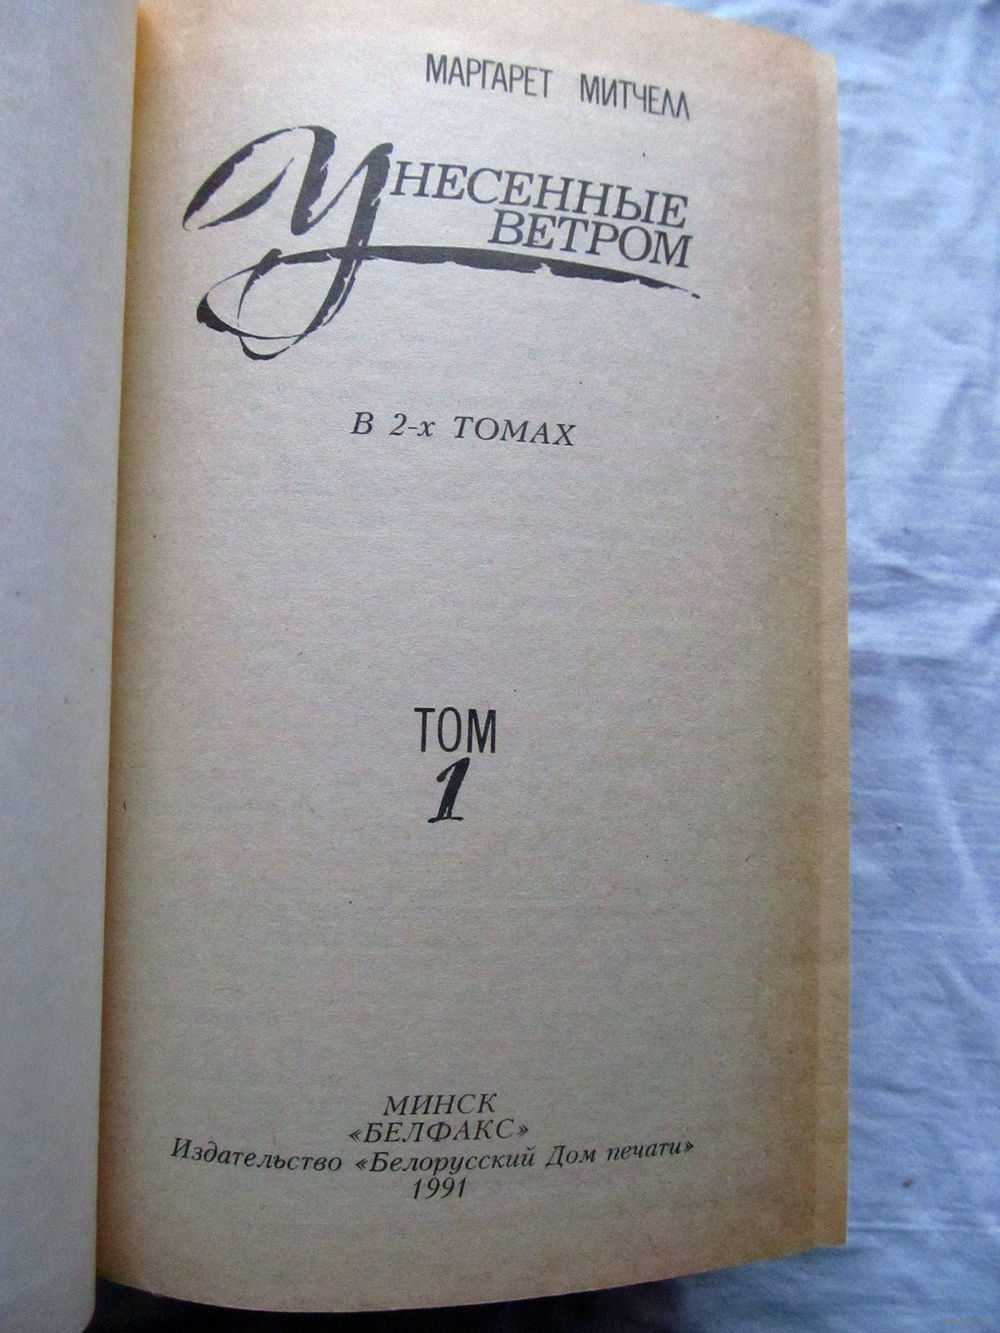 МАРГАРЕТ МИТЧЕЛЛ
УНЕСЕННЫЕ
ВЕТРОМ
В 2-х ТОМАХ
ТОМ
1
МИНСК
«БЕЛФАКС»
Издательство «Белорусский Дом печати»
1991